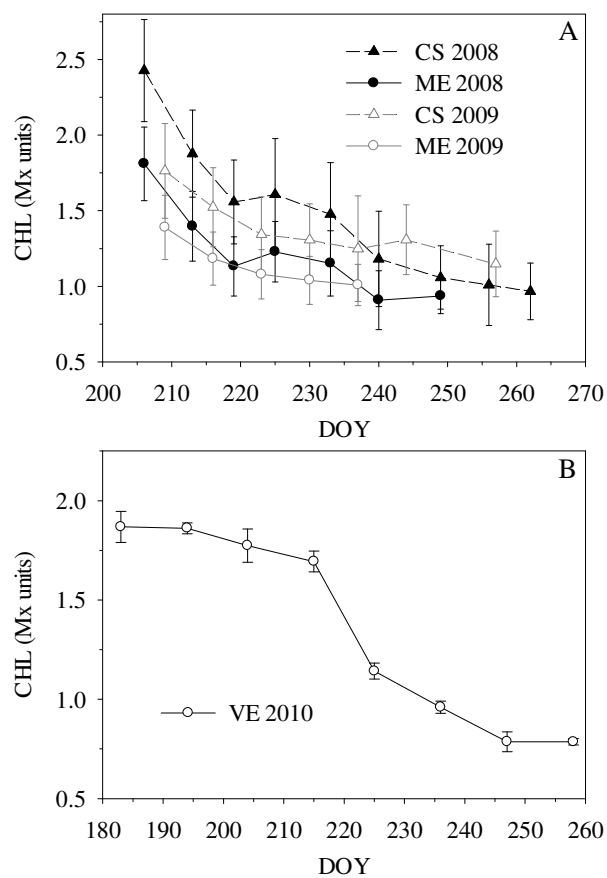 A
CS 2008
ME 2008
CS 2009
ME 2009
CHL (Mx units)
2.5
2.0
1.5
1.0
0.5
200 210 220 230 240 250 260 270
DOY
B
VE 2010
CHL (Mx units)
2.0
1.5
1.0
0.5
180 190 200 210 220 230 240 250 260
DOY